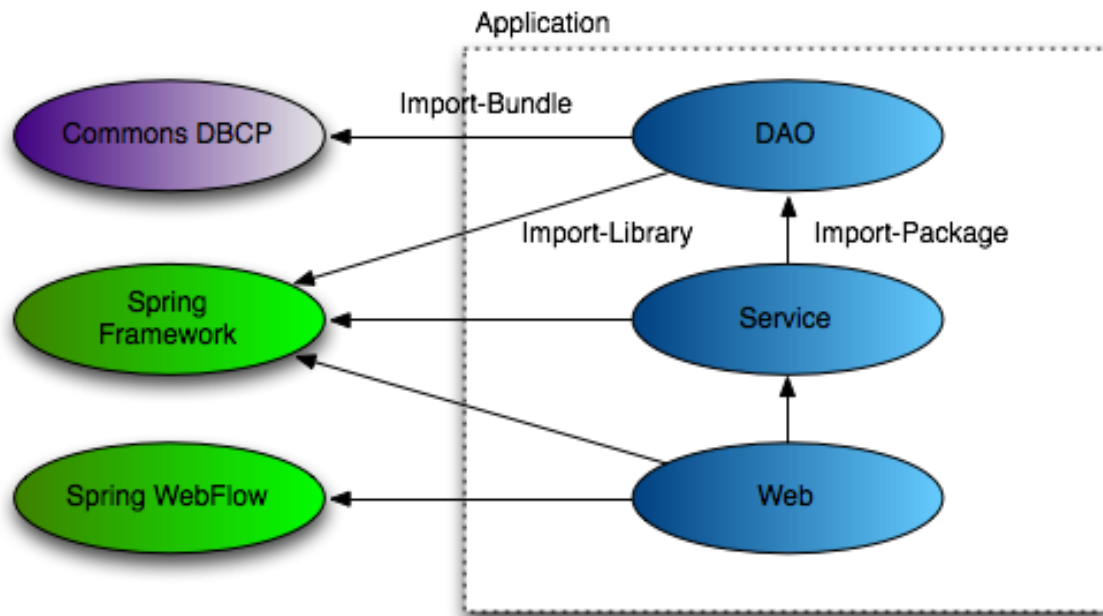 Application
Import-Bundle
Commons DBCP
DAO
Import-Library
Import-Package
Spring
Framework
Service
Spring WebFlow
Web